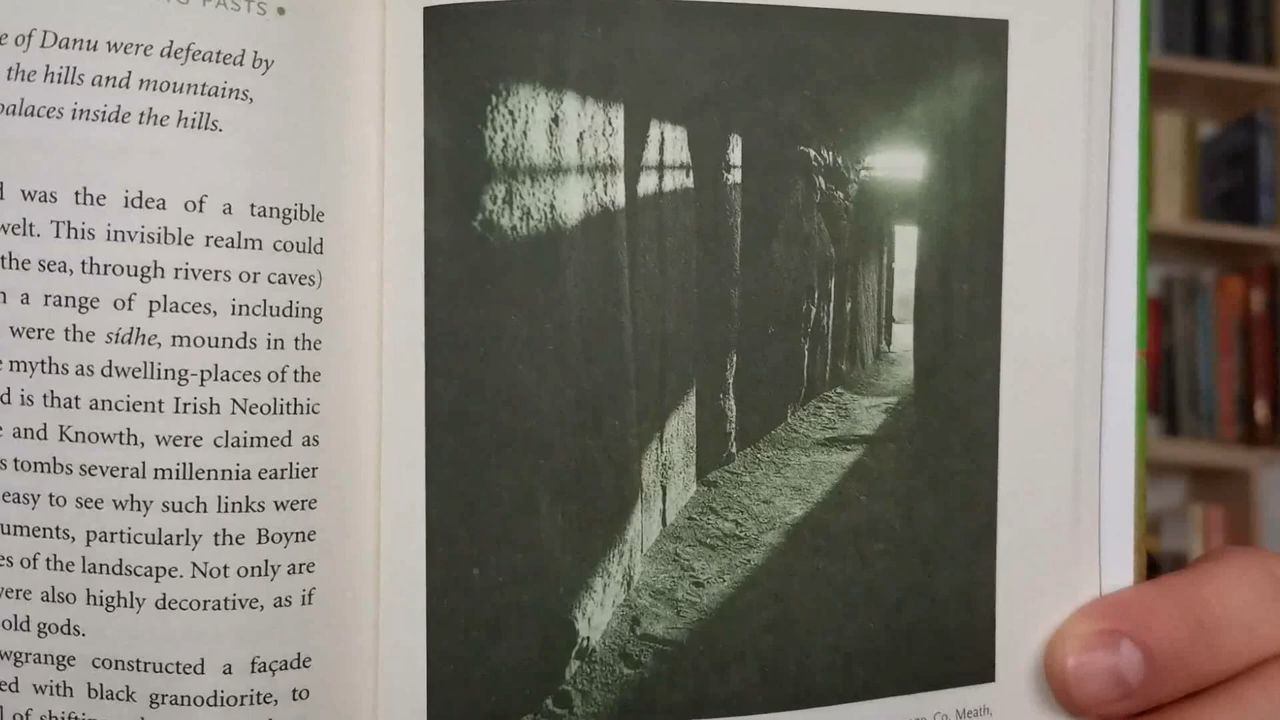 PASTS •
e of Danu were defeated by
the hills and mountains,
palaces inside the hills.
was the idea of a tangible
welt. This invisible realm could
the sea, through rivers or caves)
a range of places, including
were the sídhe, mounds in the
myths as dwelling-places of the
d is that ancient Irish Neolithic
and Knowth, were claimed as
s tombs several millennia earlier
easy to see why such links were
uments, particularly the Boyne
es of the landscape. Not only are
were also highly decorative, as if
old gods.
wgrange constructed a façade
ed with black granodiorite, to
of
Co. Meath,